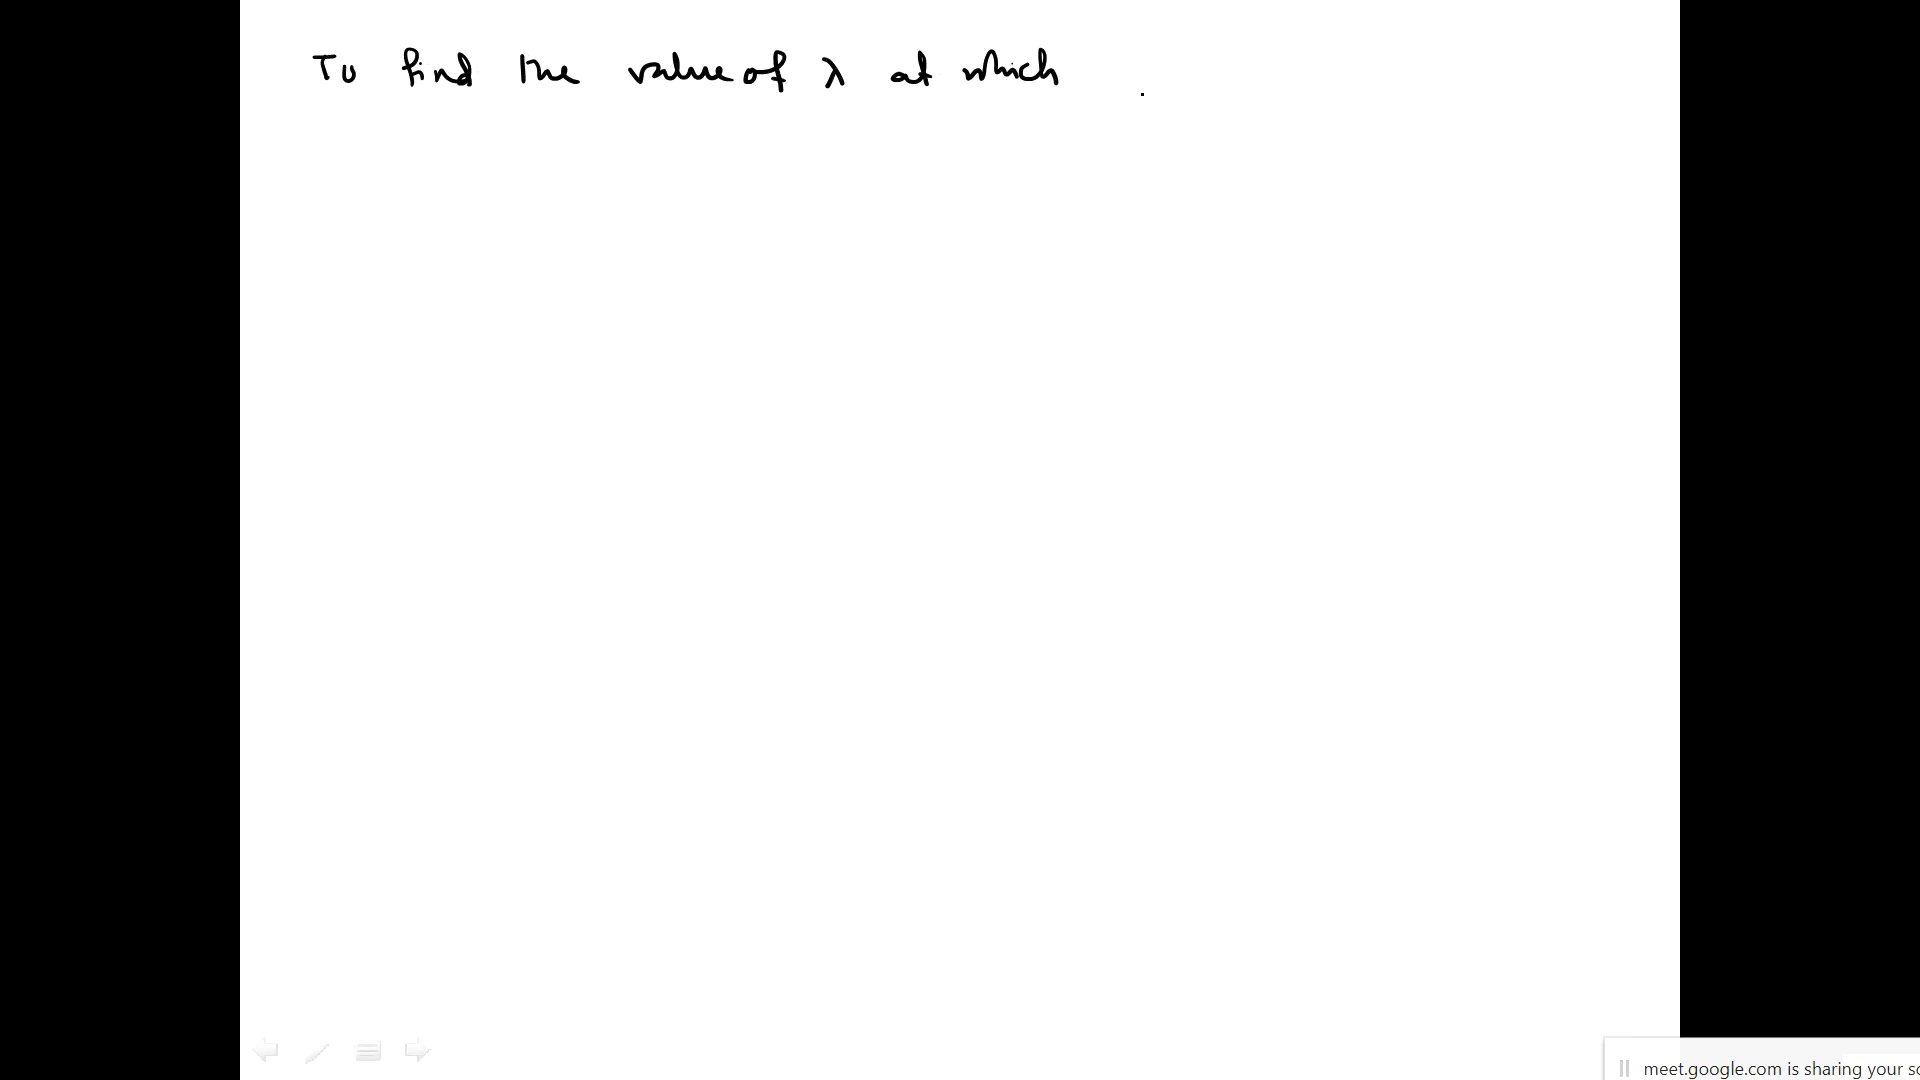 To find the value of λ at which
meet.google.com is sharing your sc